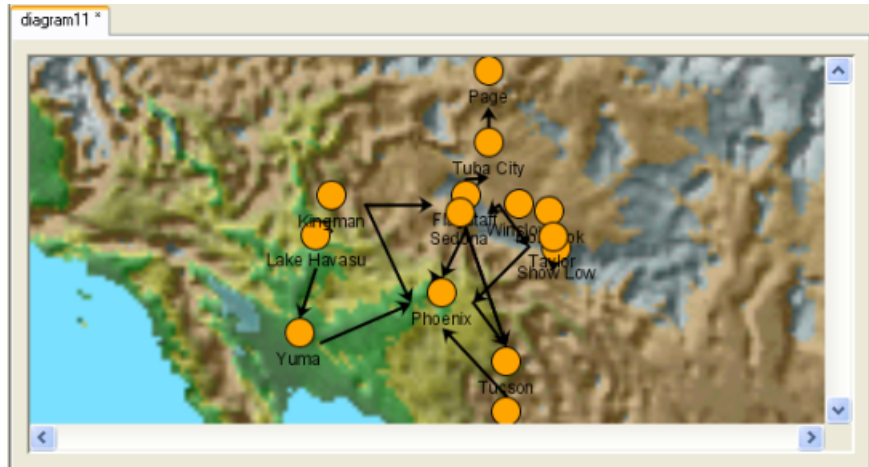 diagram11 *
Page
Tuba City
Kingman
Sedona
Lake Havasu
Taylor
Show Low
Phoenix
Yuma
Tucson